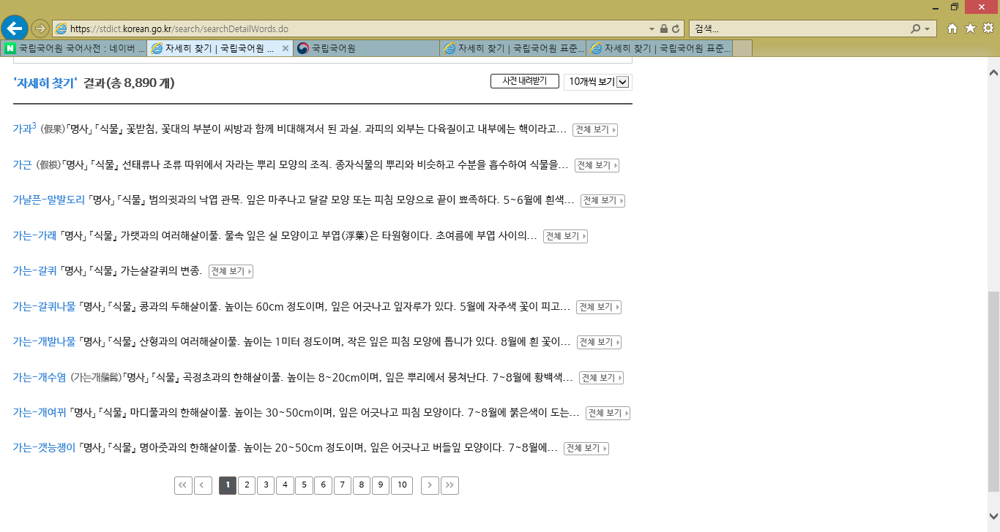 https://stdict.korean.go.kr/search/searchDetailWords.do
검색...
국립국어원 국어사전 : 네이버 ...
자세히 찾기 | 국립국어원 ...
국립국어원
자세히 찾기 | 국립국어원 표준...
자세히 찾기 | 국립국어원 표준...
'자세히 찾기' 결과(총 8,890 개)
사전 내려받기
10개씩 보기
가과3 (假果)「명사」『식물』 꽃받침, 꽃대의 부분이 씨방과 함께 비대해져서 된 과실. 과피의 외부는 다육질이고 내부에는 핵이라고... 전체 보기
가근 (假根)「명사」『식물』 선태류나 조류 따위에서 자라는 뿌리 모양의 조직. 종자식물의 뿌리와 비슷하고 수분을 흡수하여 식물을... 전체 보기
가냘픈-말발도리 「명사」『식물』 범의귓과의 낙엽 관목. 잎은 마주나고 달걀 모양 또는 피침 모양으로 끝이 뾰족하다. 5~6월에 흰색... 전체 보기
가는-가래 「명사」『식물』 가랫과의 여러해살이풀. 물속 잎은 실 모양이고 부엽(浮葉)은 타원형이다. 초여름에 부엽 사이의... 전체 보기
가는-갈퀴 「명사」『식물』 가는살갈퀴의 변종. 전체 보기
가는-갈퀴나물 「명사」『식물』 콩과의 두해살이풀. 높이는 60cm 정도이며, 잎은 어긋나고 잎자루가 있다. 5월에 자주색 꽃이 피고... 전체 보기
가는-개발나물 「명사」『식물』 산형과의 여러해살이풀. 높이는 1미터 정도이며, 작은 잎은 피침 모양에 톱니가 있다. 8월에 흰 꽃이... 전체 보기
가는-개수염 (가는개鬚髥)「명사」『식물』 곡정초과의 한해살이풀. 높이는 8~20cm이며, 잎은 뿌리에서 뭉쳐난다. 7~8월에 황백색... 전체 보기
가는-개여뀌 「명사」『식물』 마디풀과의 한해살이풀. 높이는 30~50cm이며, 잎은 어긋나고 피침 모양이다. 7~8월에 붉은색이 도는... 전체 보기
가는-갯능쟁이 「명사」『식물』 명아줏과의 한해살이풀. 높이는 20~50cm 정도이며, 잎은 어긋나고 버들잎 모양이다. 7~8월에... 전체 보기
1 2 3 4 5 6 7 8 9 10